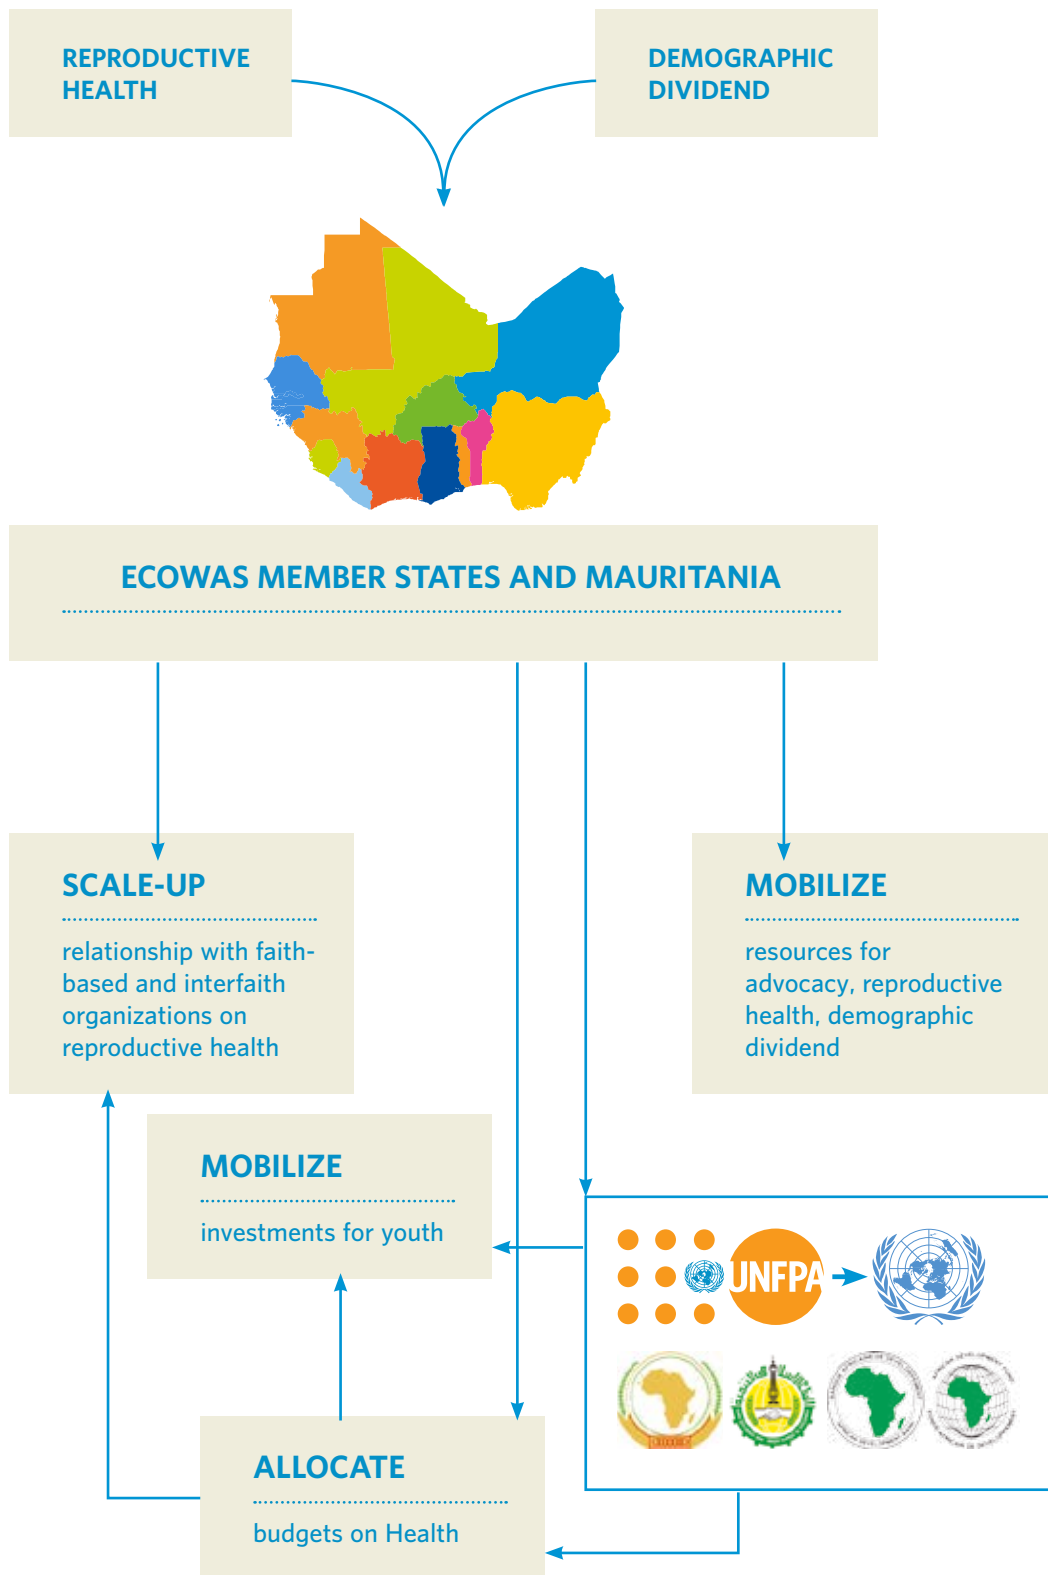 REPRODUCTIVE
HEALTH
DEMOGRAPHIC
DIVIDEND
ECOWAS MEMBER STATES AND MAURITANIA
SCALE-UP
relationship with faith-
based and interfaith
organizations on
reproductive health
MOBILIZE
resources for
advocacy, reproductive
health, demographic
dividend
MOBILIZE
investments for youth
UNFPA
ALLOCATE
budgets on Health